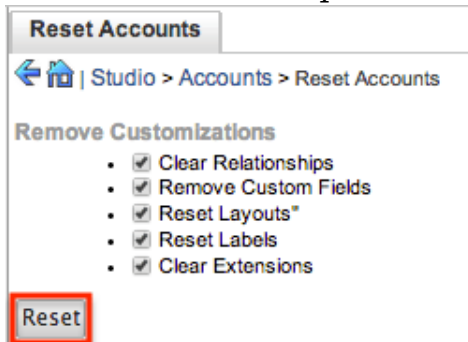 Reset Accounts
| Studio > Accounts > Reset Accounts
Remove Customizations
• Clear Relationships
• Remove Custom Fields
• Reset Layouts"
• Reset Labels
• Clear Extensions
Reset